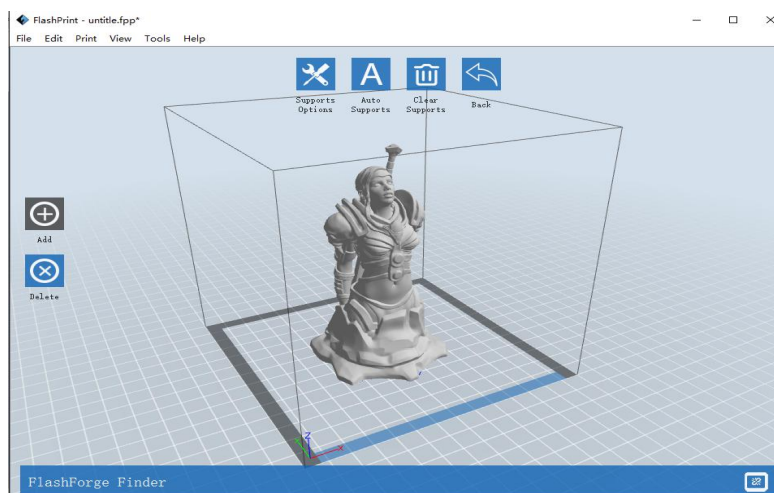 FlashPrint - untitle.fpp*
File Edit Print View Tools Help
A
Supports Options
Auto Supports
Clear Supports
Back
Add
Delete
Z
FlashForge Finder